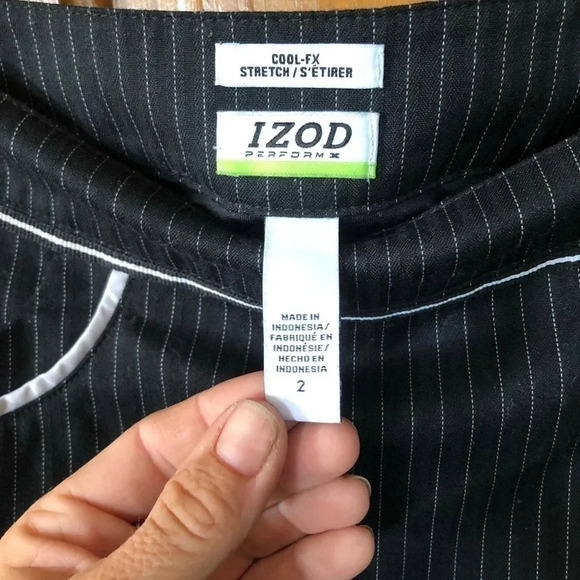 COOL-FX
STRETCH / S'ÉTIRER
IZOD
PERFORM X
MADE IN
INDONESIA/
FABRIQUÉ EN
INDONÉSIE/
HECHO EN
INDONESIA
2